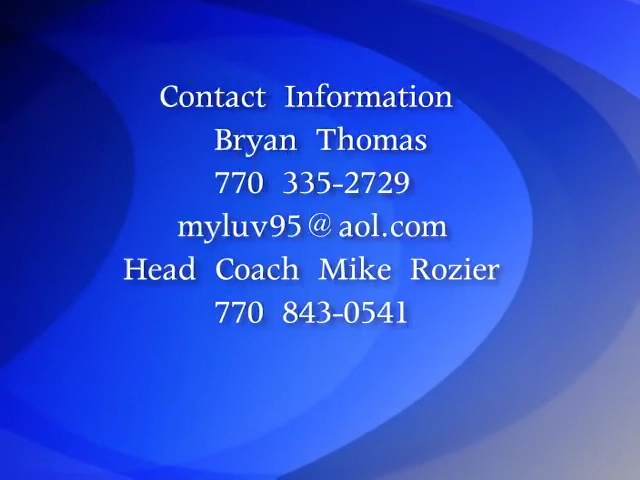 Contact Information
Bryan Thomas
770 335-2729
myluv95@aol.com
Head Coach Mike Rozier
770 843-0541